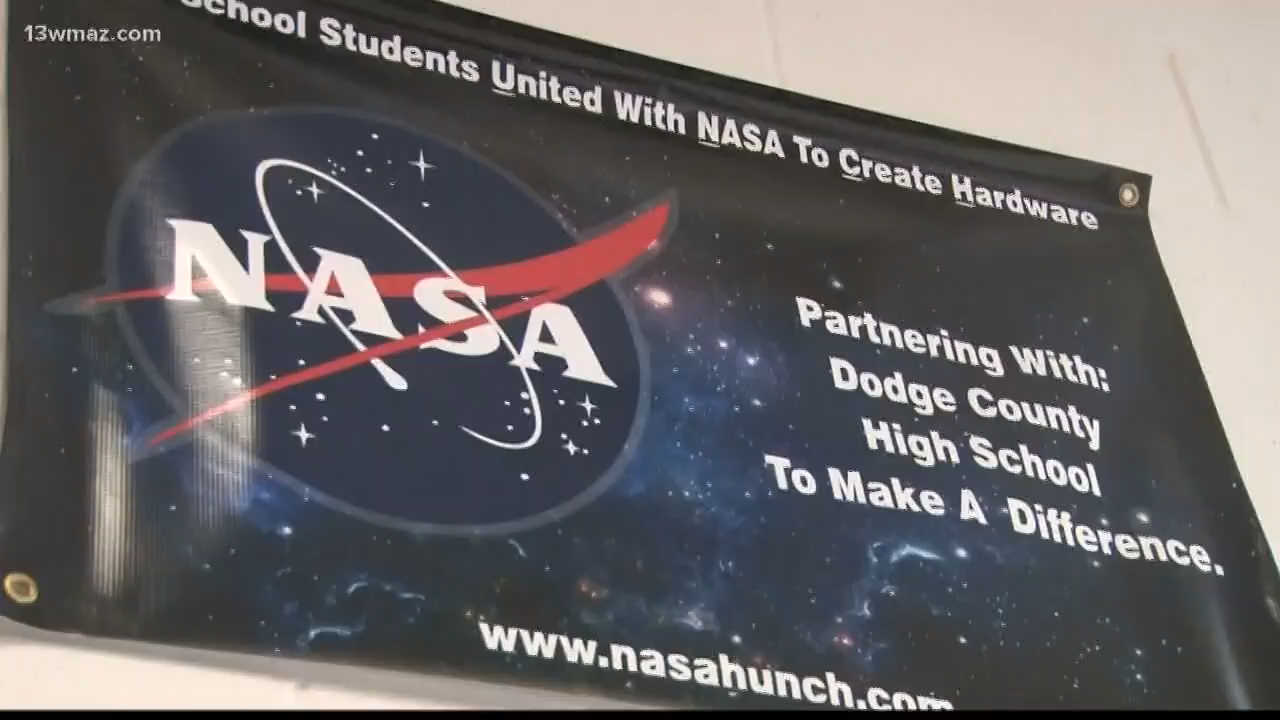 13wmaz.com
School Students United With NASA To Create Hardware
NASA
Partnering With:
Dodge County
High School
To Make A Difference.
www.nasahunch.com